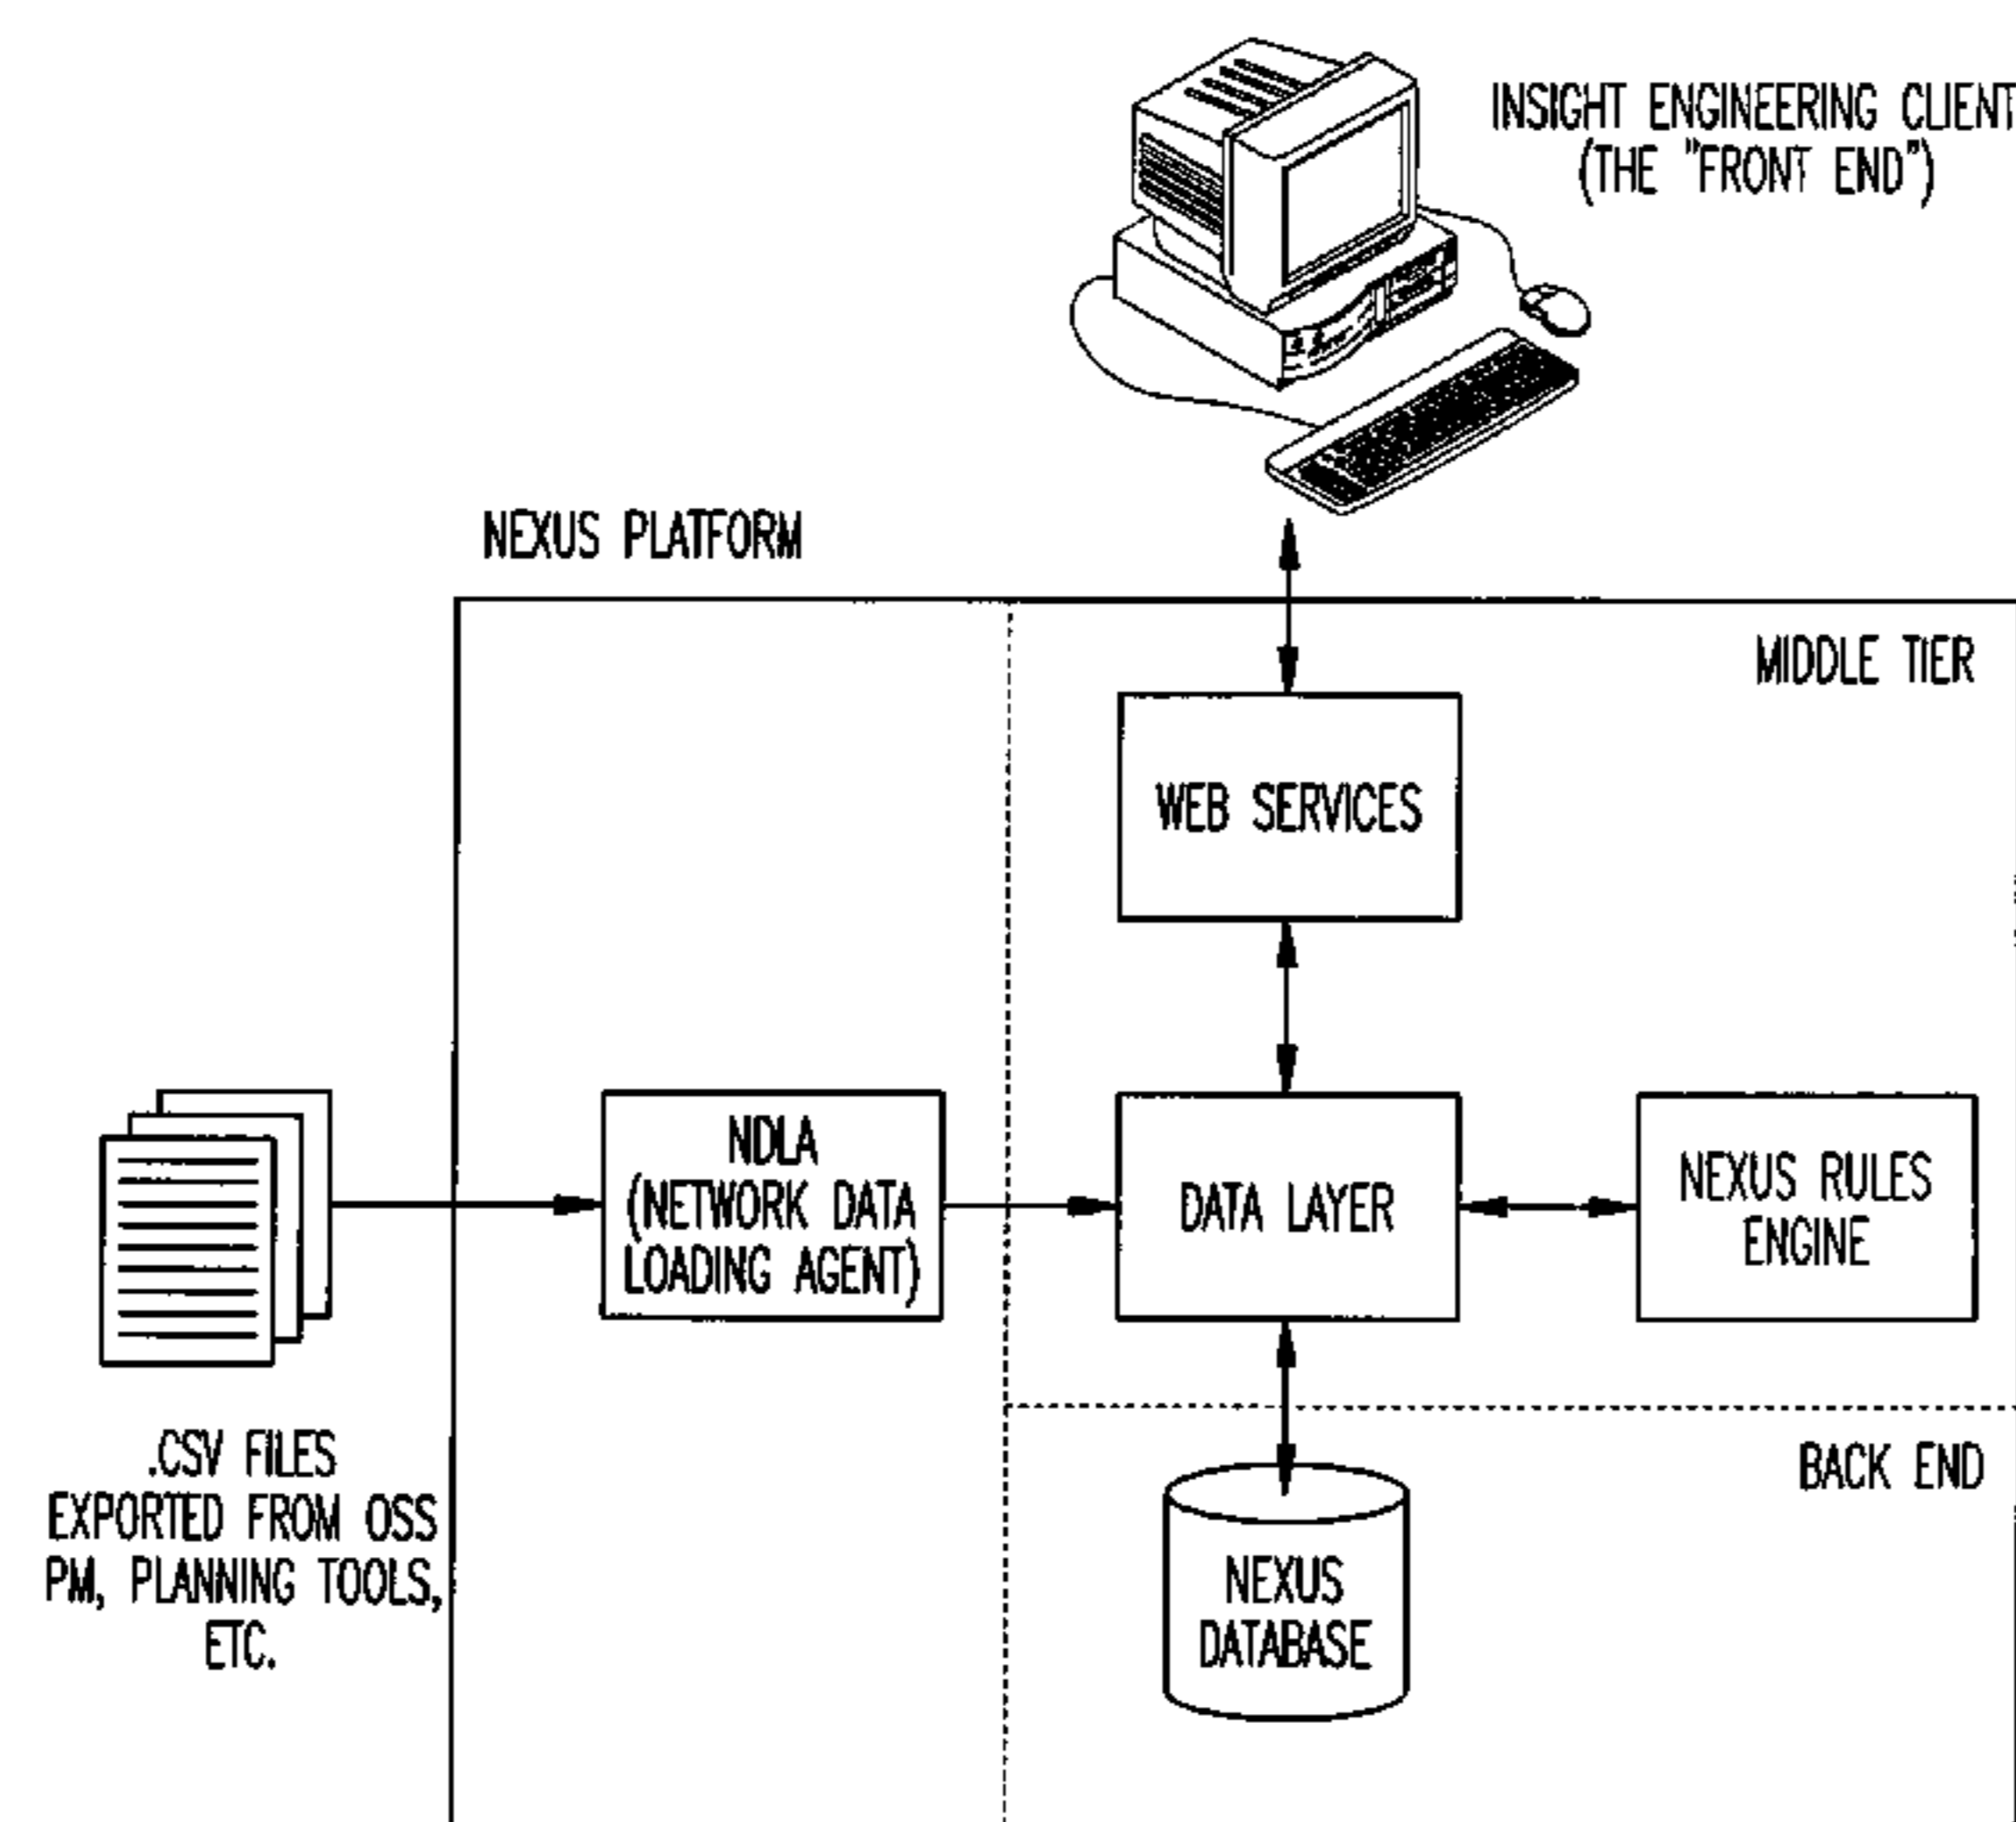 INSIGHT ENGINEERING CLIENT
(THE "FRONT END")
NEXUS PLATFORM
MIDDLE TIER
WEB SERVICES
NDLA
(NETWORK DATA
LOADING AGENT)
DATA LAYER
NEXUS RULES
ENGINE
.CSV FILES
EXPORTED FROM OSS
PM, PLANNING TOOLS,
ETC.
BACK END
NEXUS
DATABASE